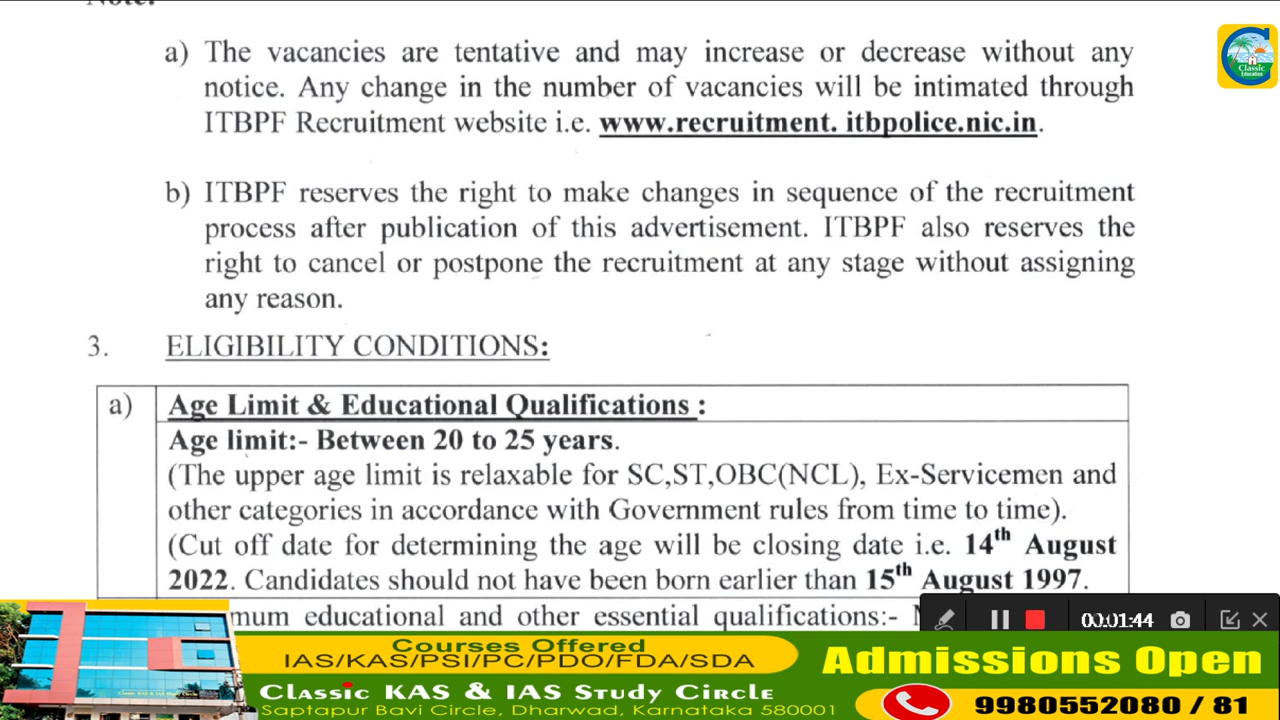 Note:
a) The vacancies are tentative and may increase or decrease without any
notice. Any change in the number of vacancies will be intimated through
ITBPF Recruitment website i.e. www.recruitment. itbpolice.nic.in.
b) ITBPF reserves the right to make changes in sequence of the recruitment
process after publication of this advertisement. ITBPF also reserves the
right to cancel or postpone the recruitment at any stage without assigning
any reason.
3. ELIGIBILITY CONDITIONS:
a) Age Limit & Educational Qualifications :
Age limit:- Between 20 to 25 years.
(The upper age limit is relaxable for SC,ST,OBC(NCL), Ex-Servicemen and
other categories in accordance with Government rules from time to time).
(Cut off date for determining the age will be closing date i.e. 14th August
2022. Candidates should not have been born earlier than 15th August 1997.
mum educational and other essential qualifications:-
00:01:44
Classic
Education
Courses Offered
IAS/KAS/PSI/PC/PDO/FDA/SDA
Classic KAS & IAS Study Circle
Saptapur Bavi Circle, Dharwad, Karnataka 580001
Admissions Open
9980552080 / 81